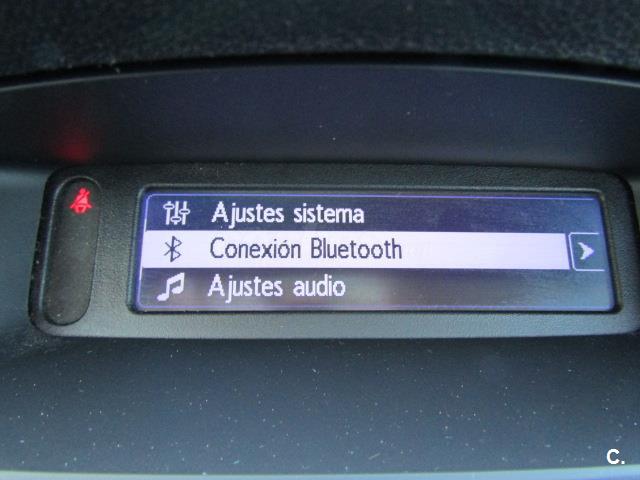 Ajustes sistema
Conexión Bluetooth
Ajustes audio
C.